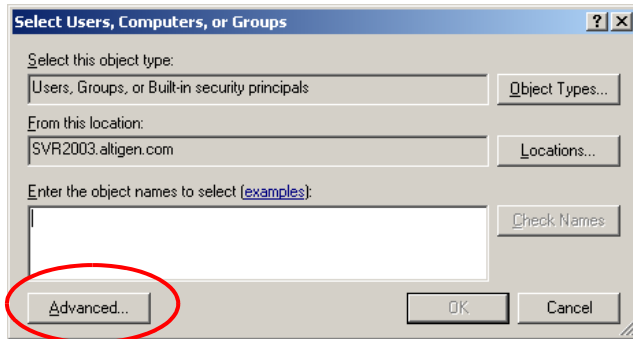 Select Users, Computers, or Groups
Select this object type:
Users, Groups, or Built-in security principals
Object Types...
From this location:
SVR2003.altigen.com
Locations...
Enter the object names to select (examples):
Check Names
Advanced...
OK
Cancel